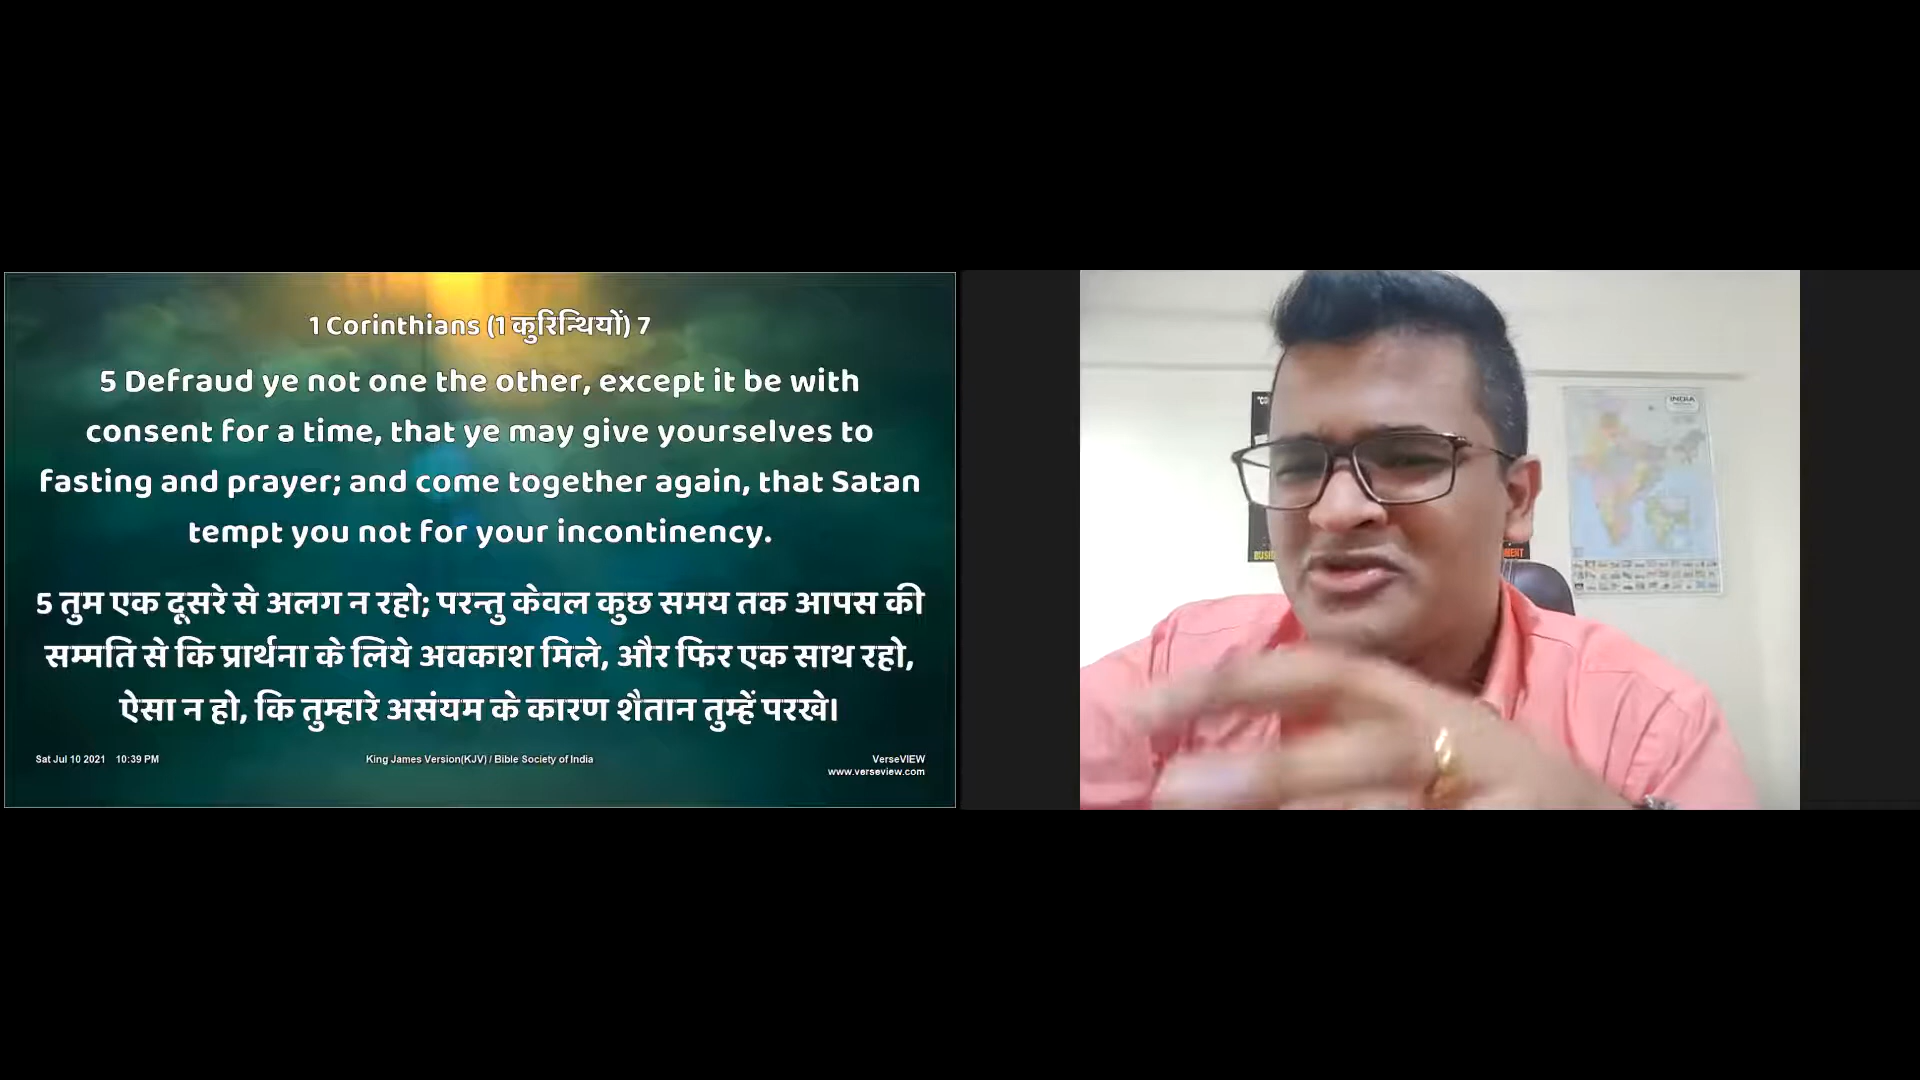 1 Corinthians (1 कुरिन्थियों) 7
5 Defraud ye not one the other, except it be with
consent for a time, that ye may give yourselves to
fasting and prayer; and come together again, that Satan
tempt you not for your incontinency.
5 तुम एक दूसरे से अलग न रहो; परन्तु केवल कुछ समय तक आपस की
सम्मति से कि प्रार्थना के लिये अवकाश मिले, और फिर एक साथ रहो,
ऐसा न हो, कि तुम्हारे असंयम के कारण शैतान तुम्हें परखे।
Sat Jul 10 2021 10:39 PM
King James Version(KJV) / Bible Society of India
VerseVIEW
www.verseview.com
INDIA